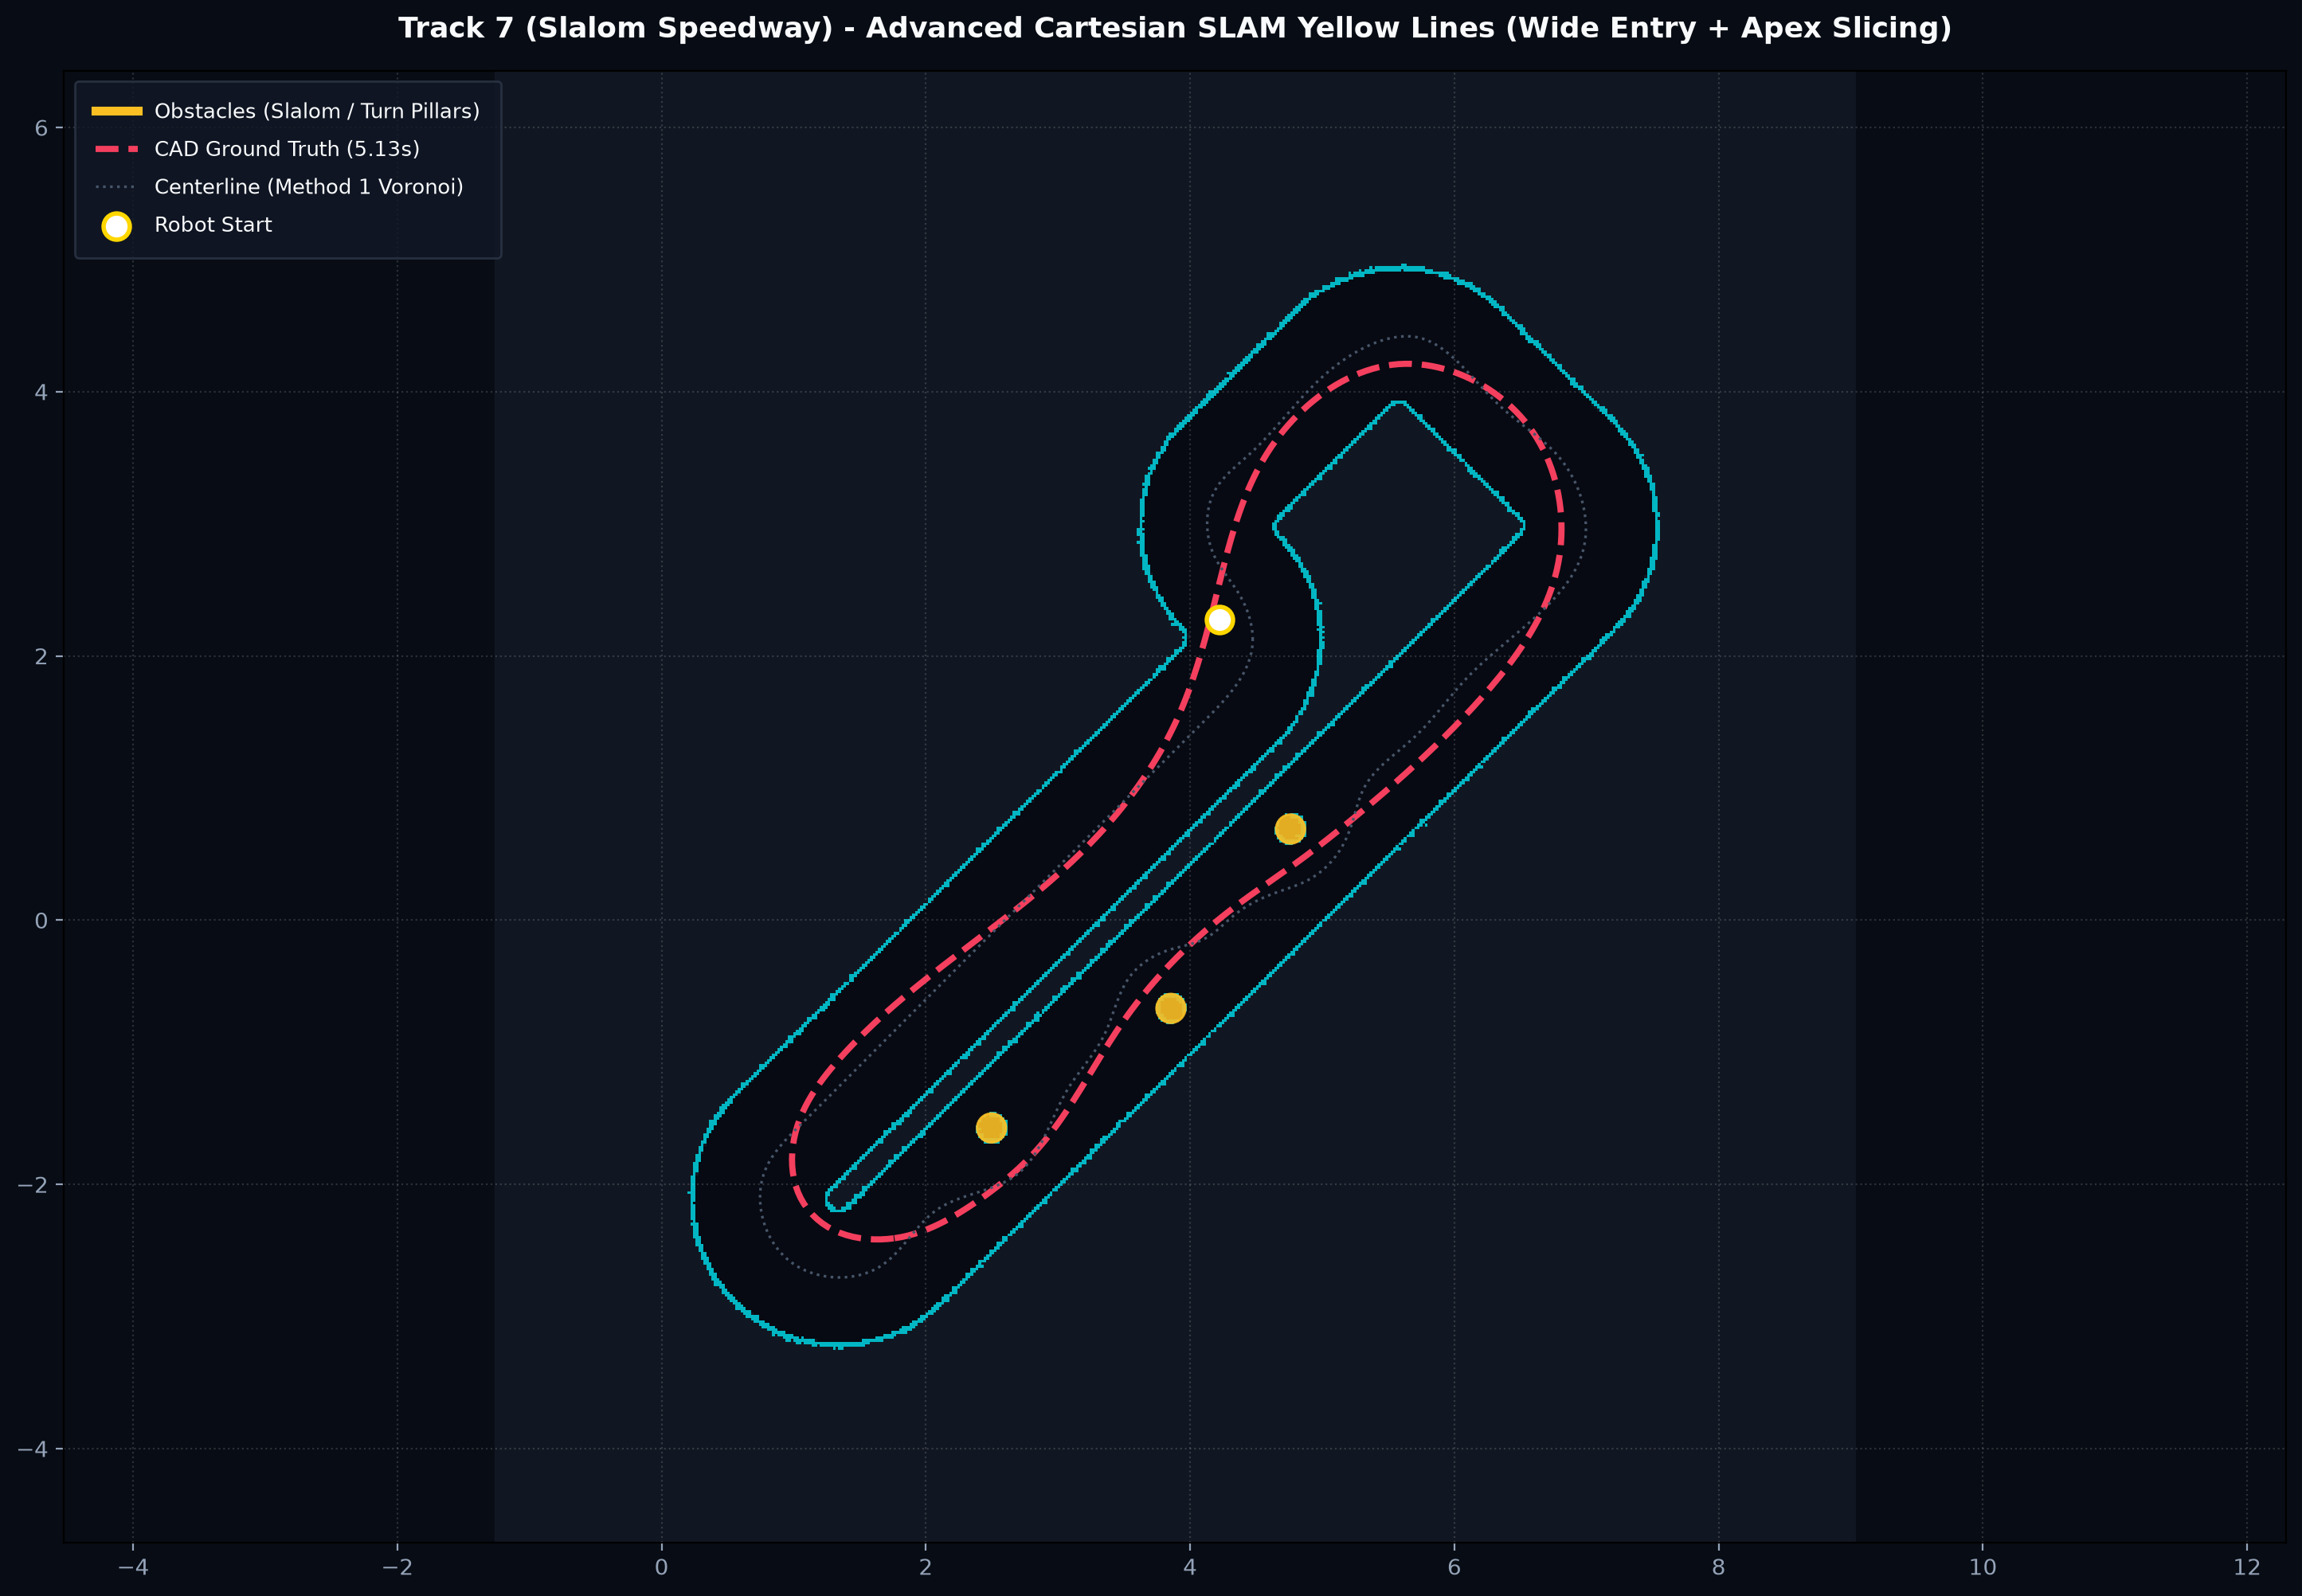 Track 7 (Slalom Speedway) - Advanced Cartesian SLAM Yellow Lines (Wide Entry + Apex Slicing)
Obstacles (Slalom / Turn Pillars)
CAD Ground Truth (5.13s)
Centerline (Method 1 Voronoi)
Robot Start
6
4
2
0
−2
−4
−4 −2 0 2 4 6 8 10 12